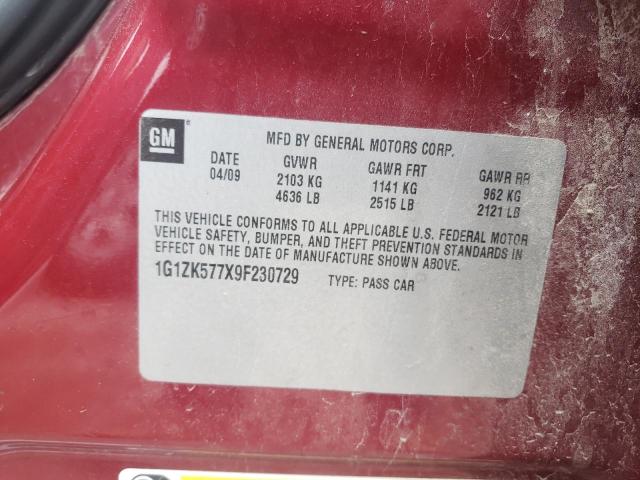 GM ®
MFD BY GENERAL MOTORS CORP.
DATE GVWR GAWR FRT GAWR RR
04/09 2103 KG 1141 KG 962 KG
4636 LB 2515 LB 2121 LB
THIS VEHICLE CONFORMS TO ALL APPLICABLE U.S. FEDERAL MOTOR
VEHICLE SAFETY, BUMPER, AND THEFT PREVENTION STANDARDS IN
EFFECT ON THE DATE OF MANUFACTURE SHOWN ABOVE.
1G1ZK577X9F230729 TYPE: PASS CAR